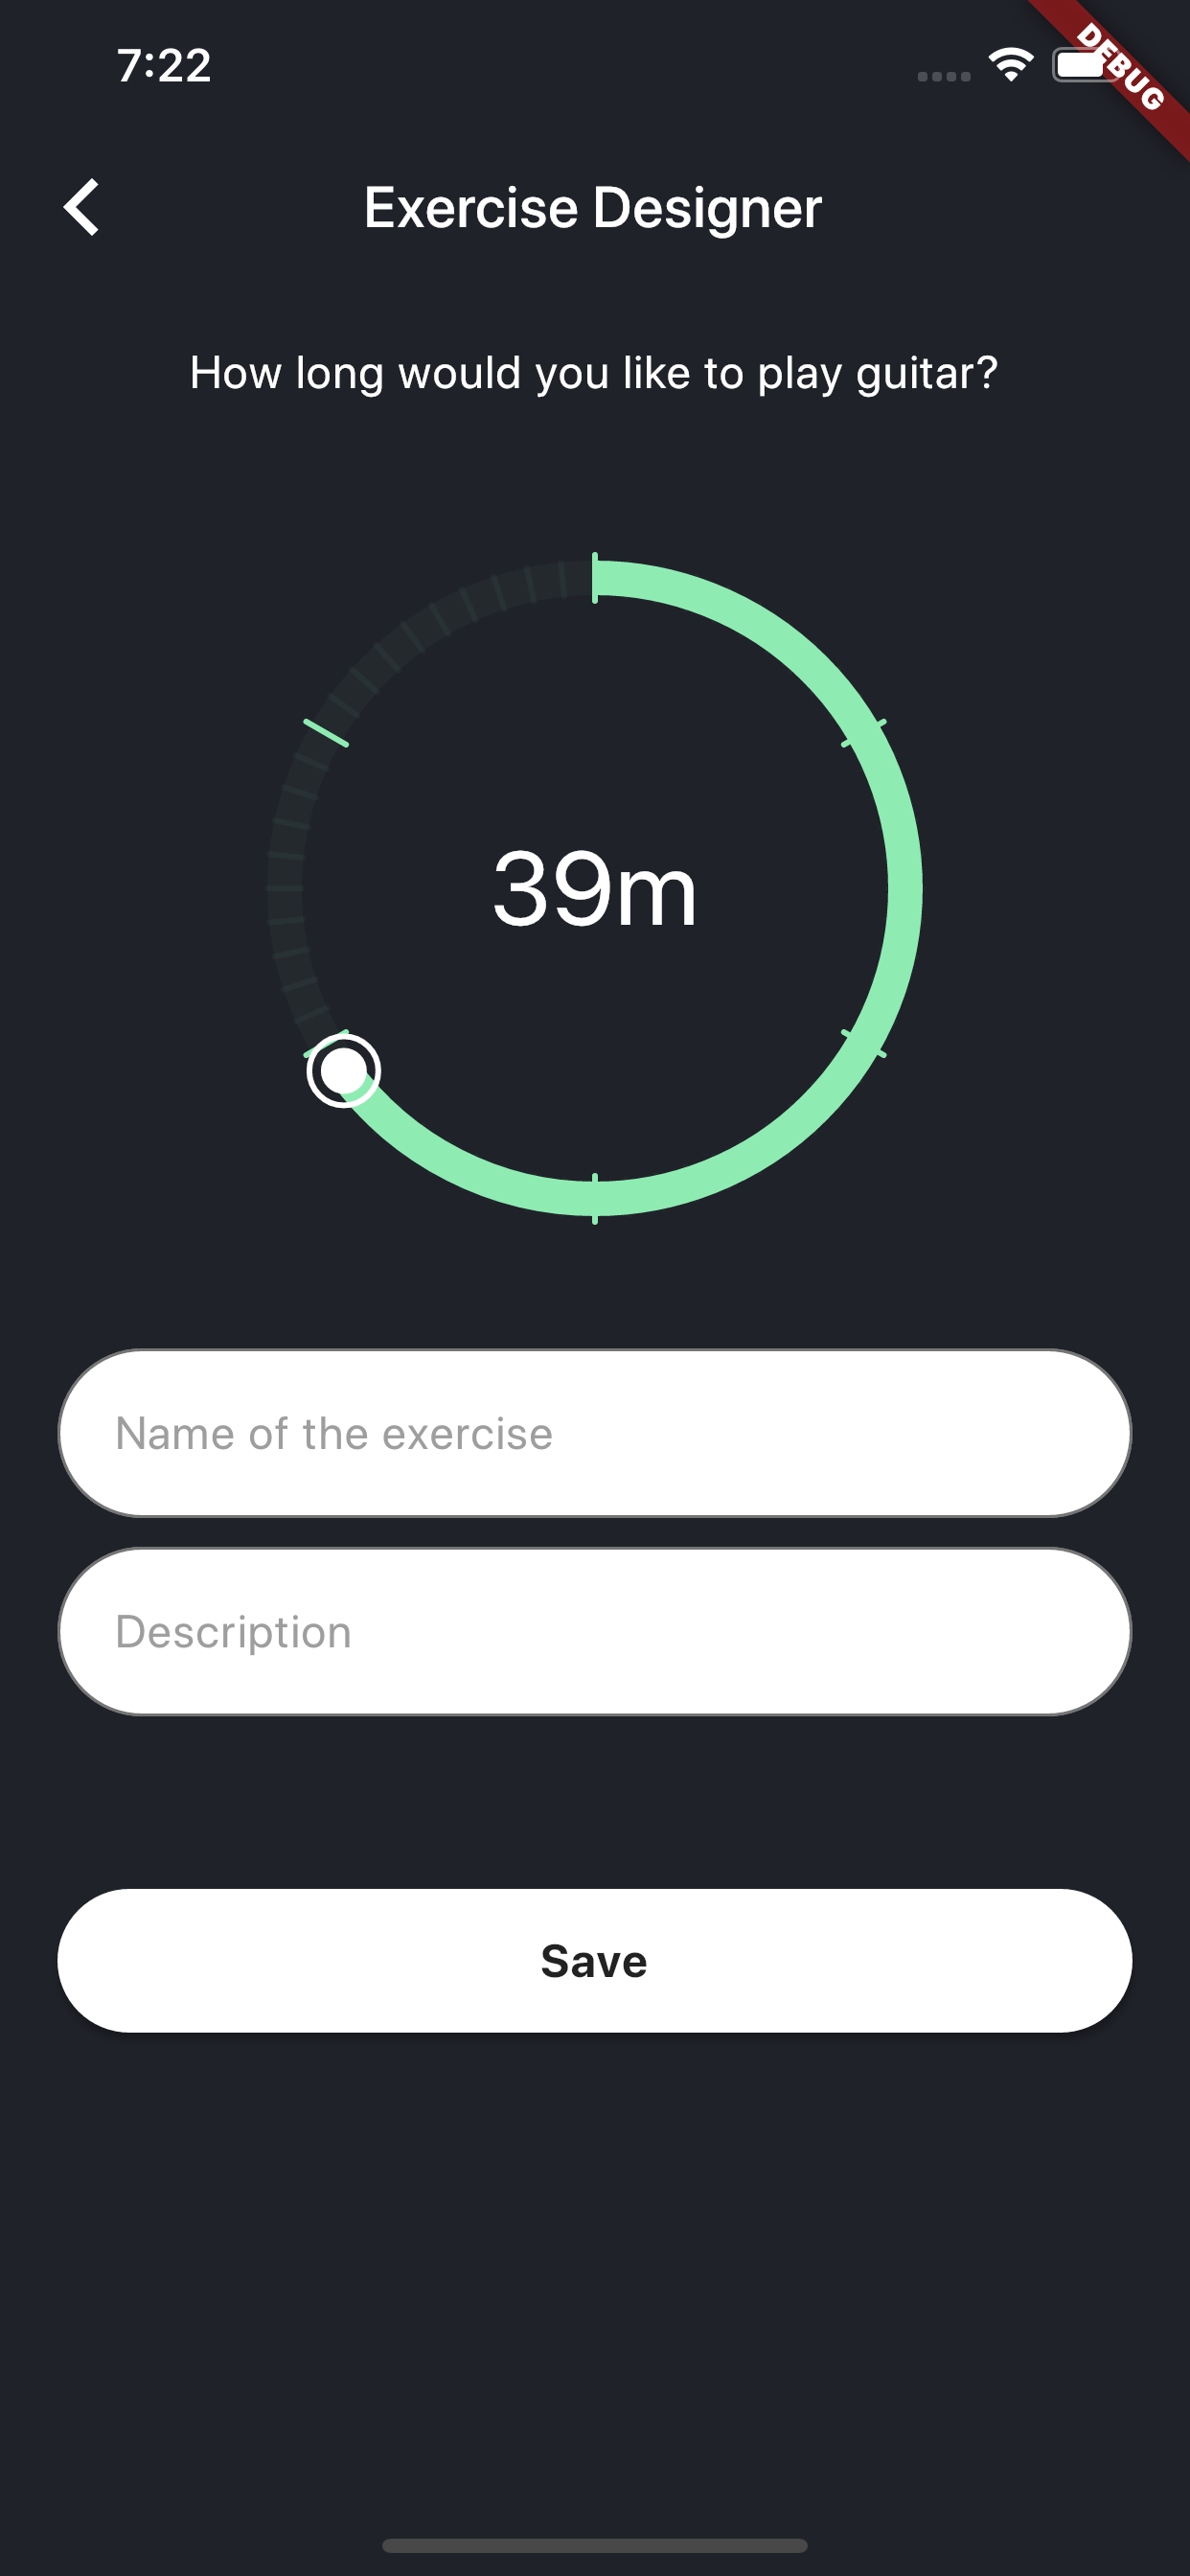 7:22
DEBUG
Exercise Designer
How long would you like to play guitar?
39m
Name of the exercise
Description
Save